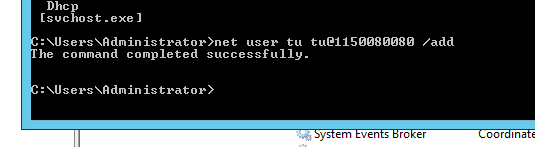 Dhcp
[svchost.exe]
C:\Users\Administrator>net user tu tu@1150080080 /add
The command completed successfully.
C:\Users\Administrator>
System Events Broker Coordinate